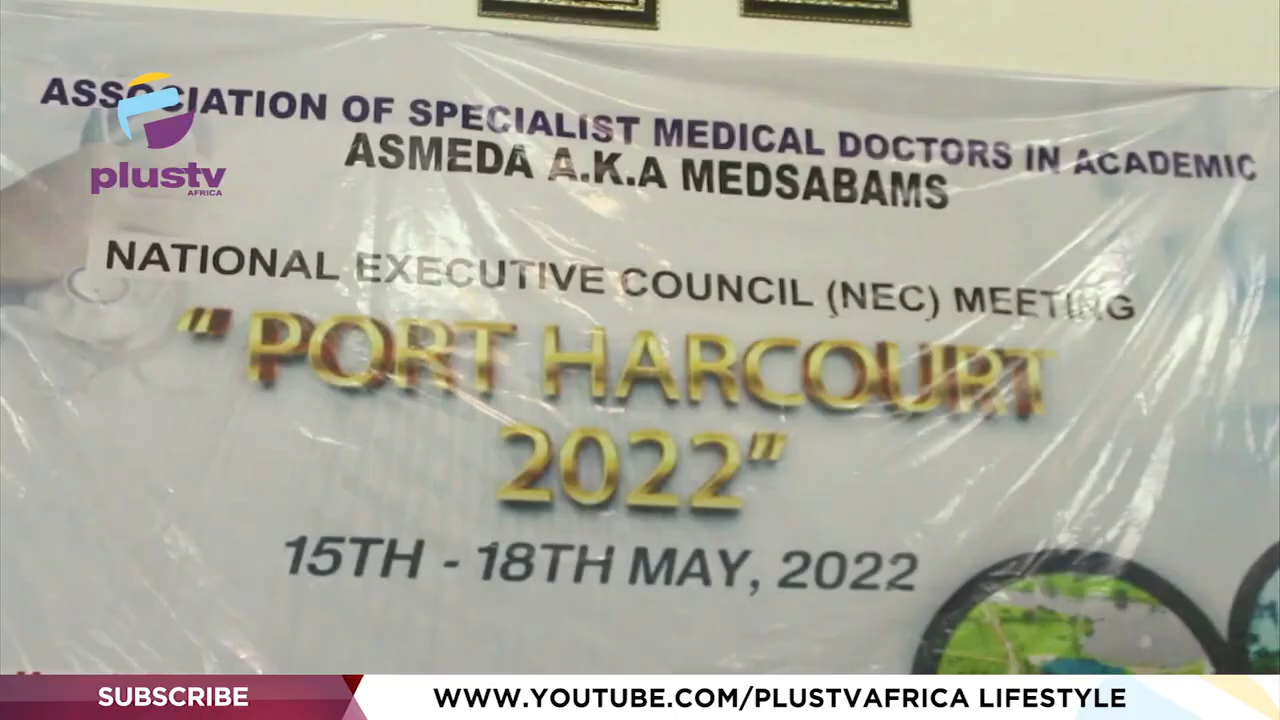 ASSOCIATION OF SPECIALIST MEDICAL DOCTORS IN ACADEMIC
ASMEDA A.K.A MEDSABAMS
plustv
AFRICA
NATIONAL EXECUTIVE COUNCIL (NEC) MEETING
"PORT HARCOURT
2022"
15TH - 18TH MAY, 2022
SUBSCRIBE
WWW.YOUTUBE.COM/PLUSTVAFRICA LIFESTYLE